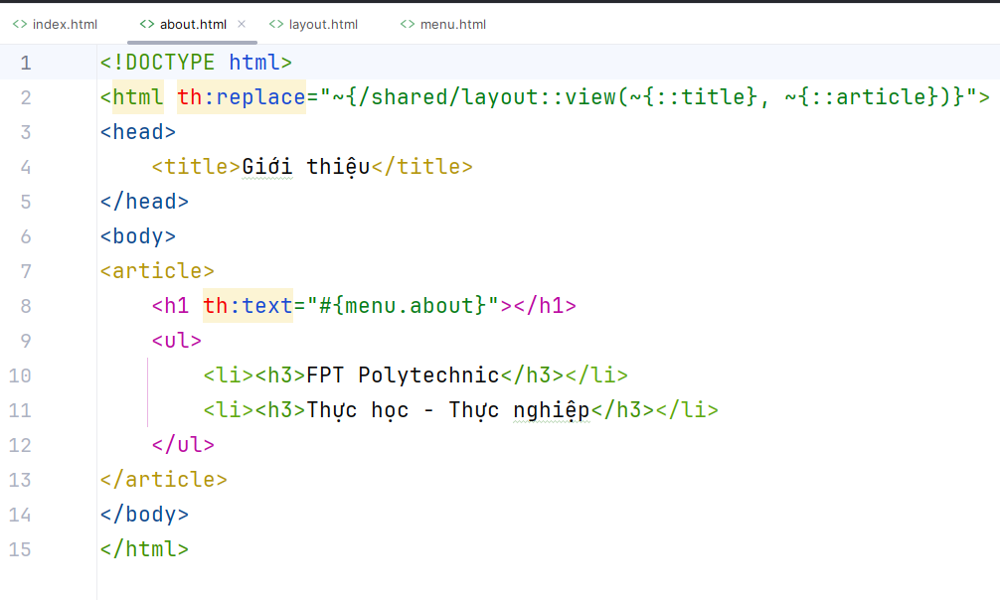 index.html about.html layout.html menu.html
1 <!DOCTYPE html>
2 <html th:replace="~{/shared/layout::view(~{::title}, ~{::article})}">
3 <head>
4 <title>Giới thiệu</title>
5 </head>
6 <body>
7 <article>
8 <h1 th:text="#{menu.about}"></h1>
9 <ul>
10 <li><h3>FPT Polytechnic</h3></li>
11 <li><h3>Thực học - Thực nghiệp</h3></li>
12 </ul>
13 </article>
14 </body>
15 </html>